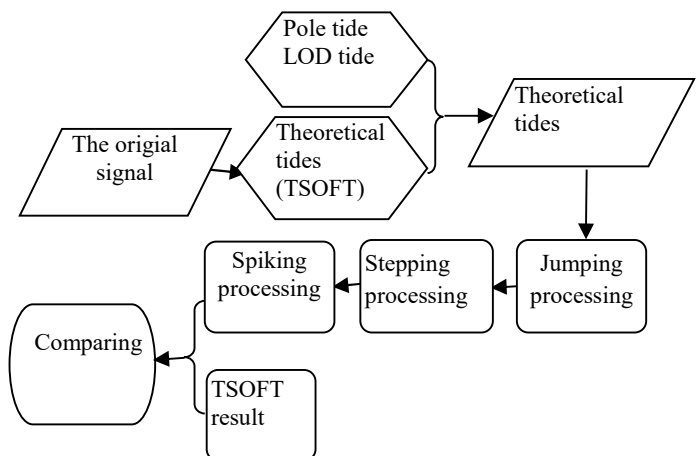 Pole tide
LOD tide
The origial
signal
Theoretical
tides
(TSOFT)
Theoretical
tides
Jumping
processing
Stepping
processing
Spiking
processing
TSOFT
result
Comparing